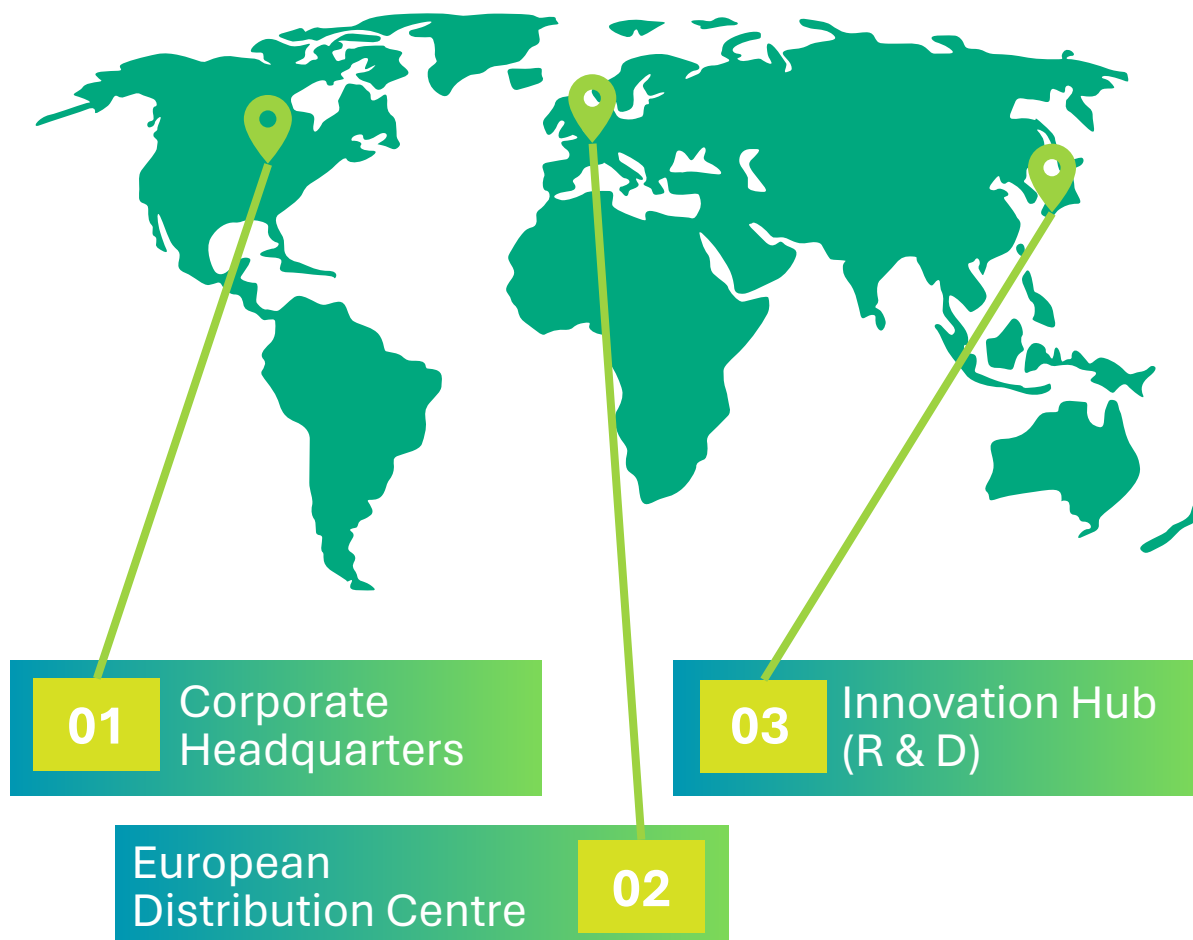 01
Corporate
Headquarters
03
Innovation Hub
(R & D)
European
Distribution Centre
02